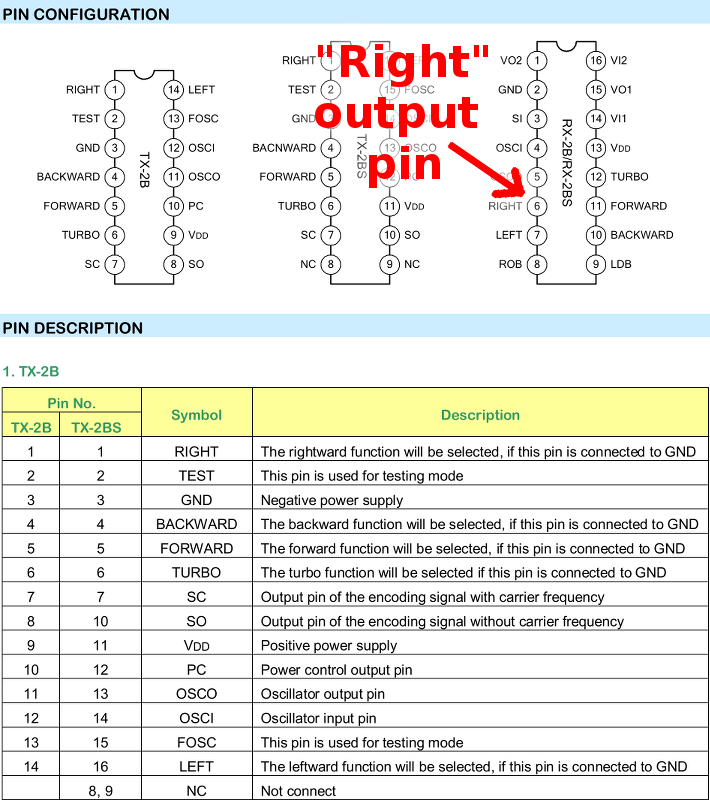 PIN CONFIGURATION
"Right"
output
pin
RIGHT 1
TEST 2
GND 3
BACKWARD 4
FORWARD 5
TURBO 6
SC 7
14 LEFT
13 FOSC
12 OSCI
11 OSCO
10 PC
9 VDD
8 SO
TX-2B
RIGHT 1
TEST 2
GND
BACNWARD 4
FORWARD 5
TURBO 6
SC 7
NC 8
15 FOSC
13 OSCO
11 VDD
10 SO
9 NC
TX-2BS
VO2 1
GND 2
SI 3
OSCI 4
5
RIGHT 6
LEFT 7
ROB 8
16 VI2
15 VO1
14 VI1
13 VDD
12 TURBO
11 FORWARD
10 BACKWARD
9 LDB
RX-2B/RX-2BS
PIN DESCRIPTION
1. TX-2B
Pin No. Symbol Description
TX-2B TX-2BS
1 1 RIGHT The rightward function will be selected, if this pin is connected to GND
2 2 TEST This pin is used for testing mode
3 3 GND Negative power supply
4 4 BACKWARD The backward function will be selected, if this pin is connected to GND
5 5 FORWARD The forward function will be selected, if this pin is connected to GND
6 6 TURBO The turbo function will be selected if this pin is connected to GND
7 7 SC Output pin of the encoding signal with carrier frequency
8 10 SO Output pin of the encoding signal without carrier frequency
9 11 VDD Positive power supply
10 12 PC Power control output pin
11 13 OSCO Oscillator output pin
12 14 OSCI Oscillator input pin
13 15 FOSC This pin is used for testing mode
14 16 LEFT The leftward function will be selected, if this pin is connected to GND
8, 9 NC Not connect